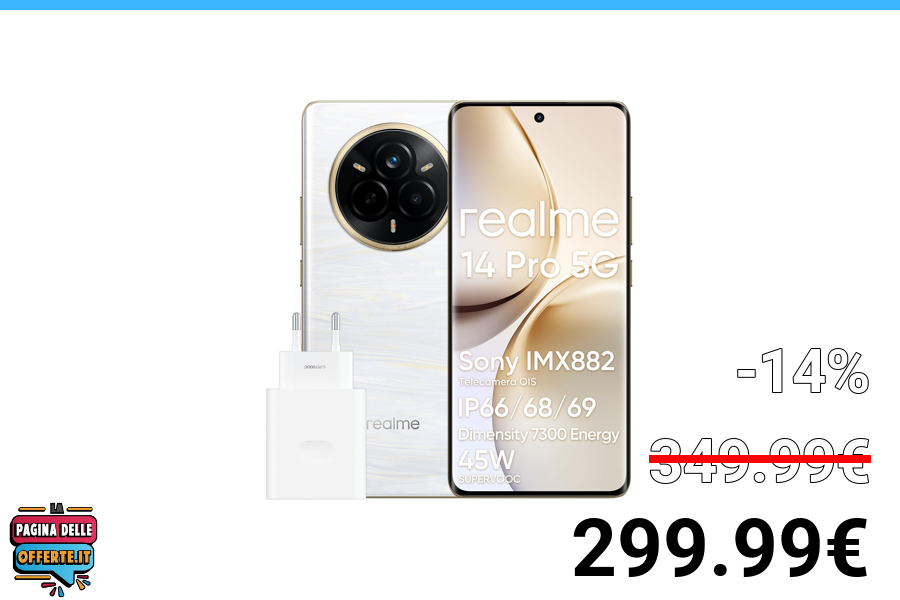 realme
14 Pro 5G
Sony IMX882
Telecamera OIS
IP66/68/69
Dimensity 7300 Energy
45W
SUPERVOOC
realme
-14%
349.99€
299.99€
LA
PAGINA DELLE
OFFERTE.IT